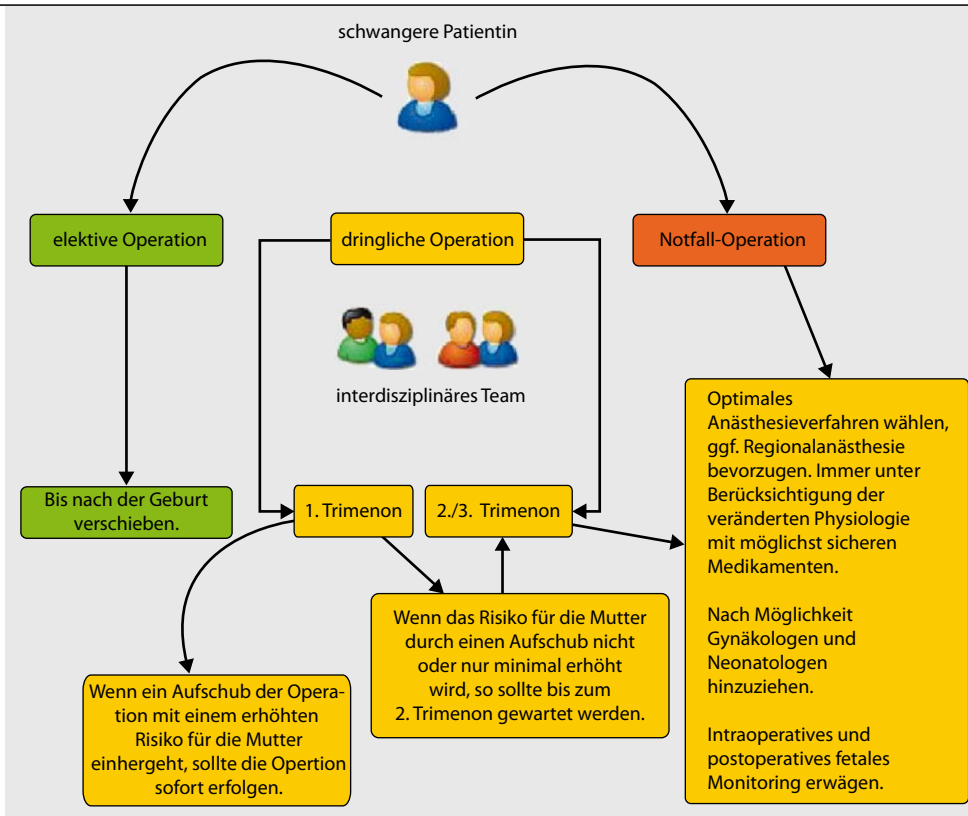 schwangere Patientin
elektive Operation
dringliche Operation
Notfall-Operation
interdisziplinäres Team
Bis nach der Geburt
verschieben.
1. Trimenon
2./3. Trimenon
Wenn ein Aufschub der Opera-
tion mit einem erhöhten
Risiko für die Mutter
einhergeht, sollte die Opertion
sofort erfolgen.
Wenn das Risiko für die Mutter
durch einen Aufschub nicht
oder nur minimal erhöht
wird, so sollte bis zum
2. Trimenon gewartet werden.
Optimales
Anästhesieverfahren wählen,
ggf. Regionalanästhesie
bevorzugen. Immer unter
Berücksichtigung der
veränderten Physiologie
mit möglichst sicheren
Medikamenten.
Nach Möglichkeit
Gynäkologen und
Neonatologen
hinzuziehen.
Intraoperatives und
postoperatives fetales
Monitoring erwägen.